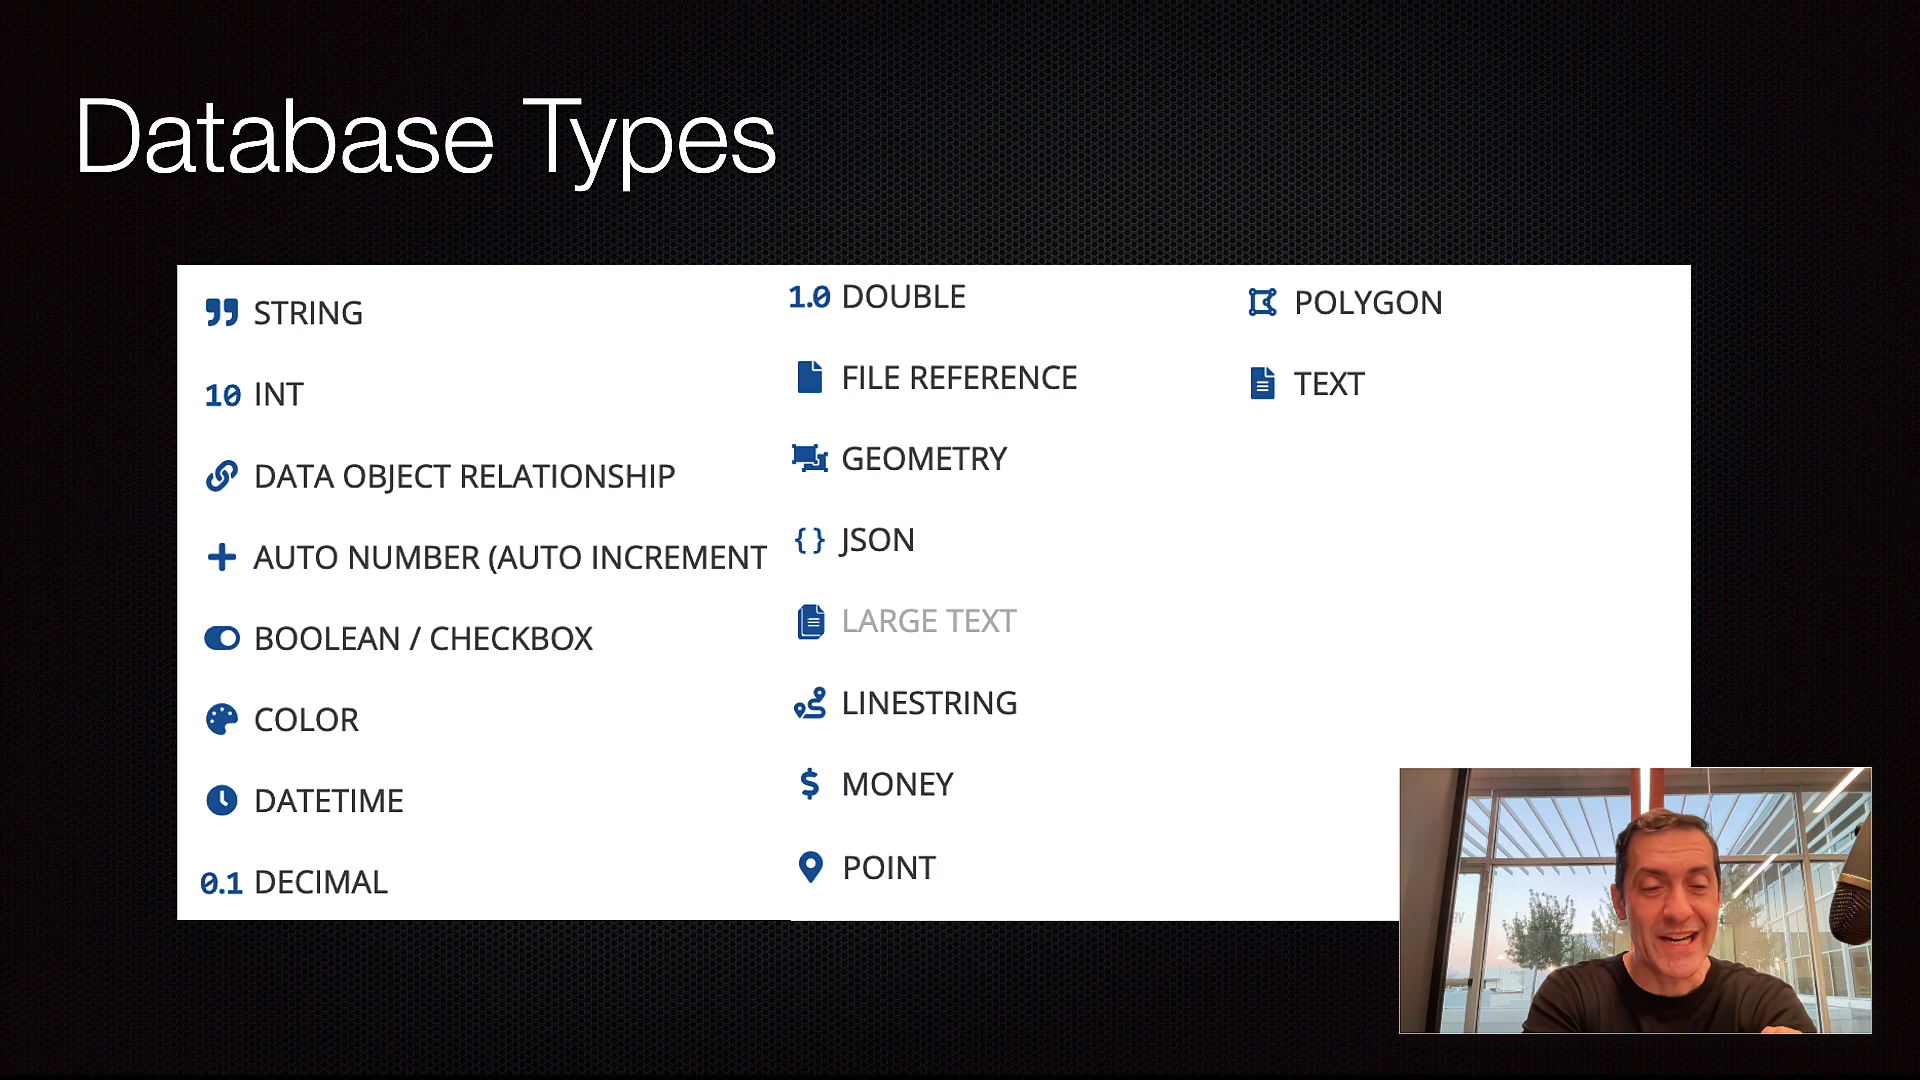 Database Types
STRING
10 INT
DATA OBJECT RELATIONSHIP
AUTO NUMBER (AUTO INCREMENT
BOOLEAN / CHECKBOX
COLOR
DATETIME
0.1 DECIMAL
1.0 DOUBLE
FILE REFERENCE
GEOMETRY
{} JSON
LARGE TEXT
LINESTRING
$ MONEY
POINT
POLYGON
TEXT